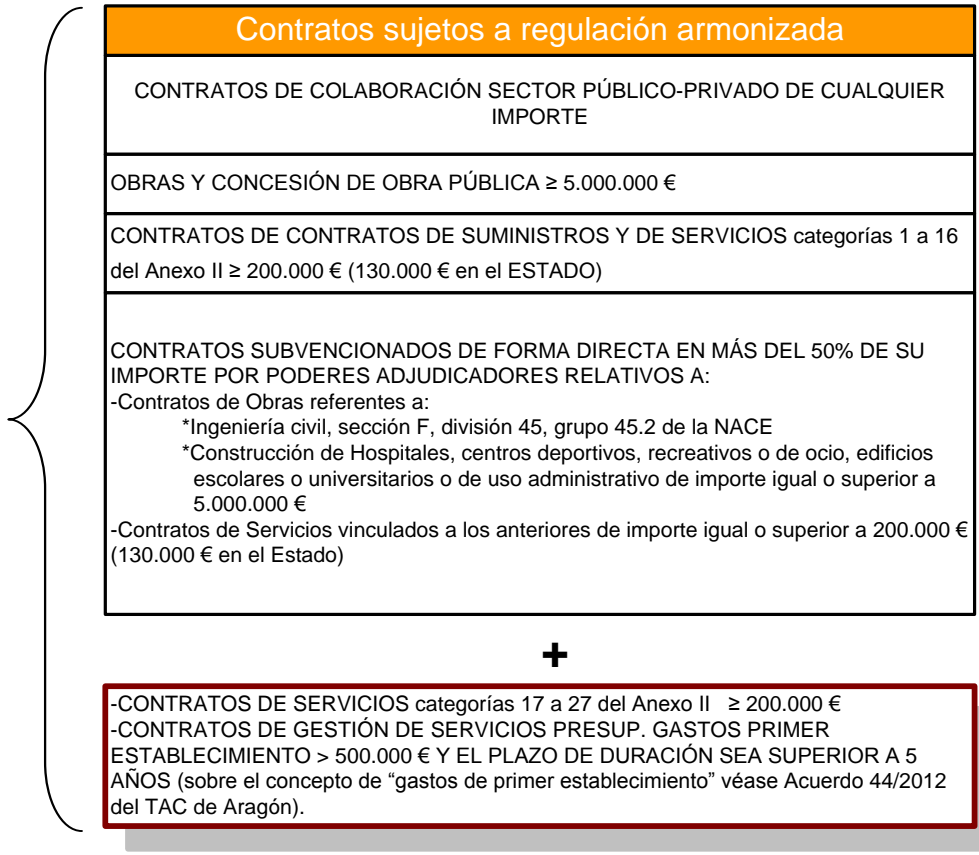 Contratos sujetos a regulación armonizada
CONTRATOS DE COLABORACIÓN SECTOR PÚBLICO-PRIVADO DE CUALQUIER
IMPORTE
OBRAS Y CONCESIÓN DE OBRA PÚBLICA ≥ 5.000.000 €
CONTRATOS DE CONTRATOS DE SUMINISTROS Y DE SERVICIOS categorías 1 a 16
del Anexo II ≥ 200.000 € (130.000 € en el ESTADO)
CONTRATOS SUBVENCIONADOS DE FORMA DIRECTA EN MÁS DEL 50% DE SU
IMPORTE POR PODERES ADJUDICADORES RELATIVOS A:
-Contratos de Obras referentes a:
*Ingeniería civil, sección F, división 45, grupo 45.2 de la NACE
*Construcción de Hospitales, centros deportivos, recreativos o de ocio, edificios
escolares o universitarios o de uso administrativo de importe igual o superior a
5.000.000 €
-Contratos de Servicios vinculados a los anteriores de importe igual o superior a 200.000 €
(130.000 € en el Estado)
+
-CONTRATOS DE SERVICIOS categorías 17 a 27 del Anexo II ≥ 200.000 €
-CONTRATOS DE GESTIÓN DE SERVICIOS PRESUP. GASTOS PRIMER
ESTABLECIMIENTO > 500.000 € Y EL PLAZO DE DURACIÓN SEA SUPERIOR A 5
AÑOS (sobre el concepto de “gastos de primer establecimiento” véase Acuerdo 44/2012
del TAC de Aragón).